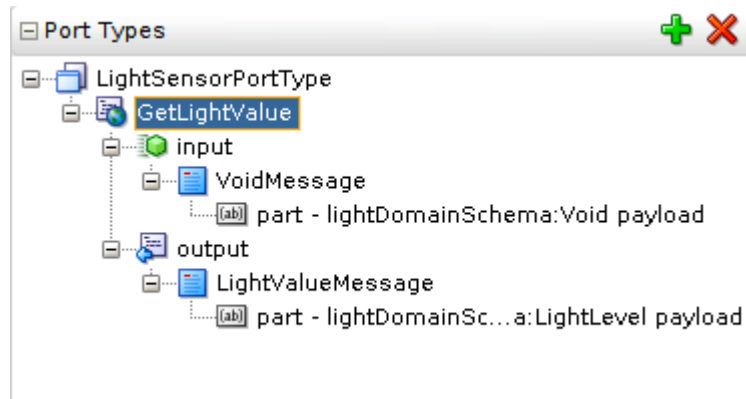 Port Types
LightSensorPortType
GetLightValue
input
VoidMessage
part - lightDomainSchema:Void payload
output
LightValueMessage
part - lightDomainSc...a:LightLevel payload